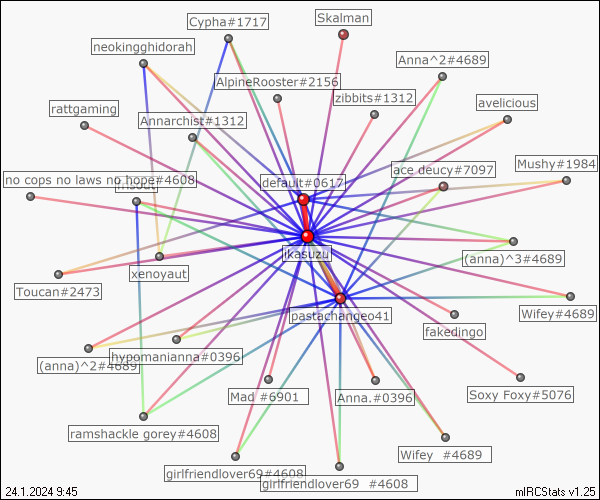 Skalman
Cypha#1717
neokingghidorah
Anna^2#4689
AlpineRooster#2156
zibbits#1312
avelicious
rattgaming
Annarchist#1312
Mushy#1984
ace deucy#7097
no cops no laws no hope#4608
default#0617
ikasuzu
(anna)^3#4689
xenoyaut
Toucan#2473
Wifey#4689
pastachangeo41
fakedingo
hypomanianna#0396
(anna)^2#4689
Mad #6901
Anna.#0396
Soxy Foxy#5076
ramshackle gorey#4608
Wifey #4689
girlfriendlover69#4608
girlfriendlover69 #4608
24.1.2024 9:45
mIRCStats v1.25